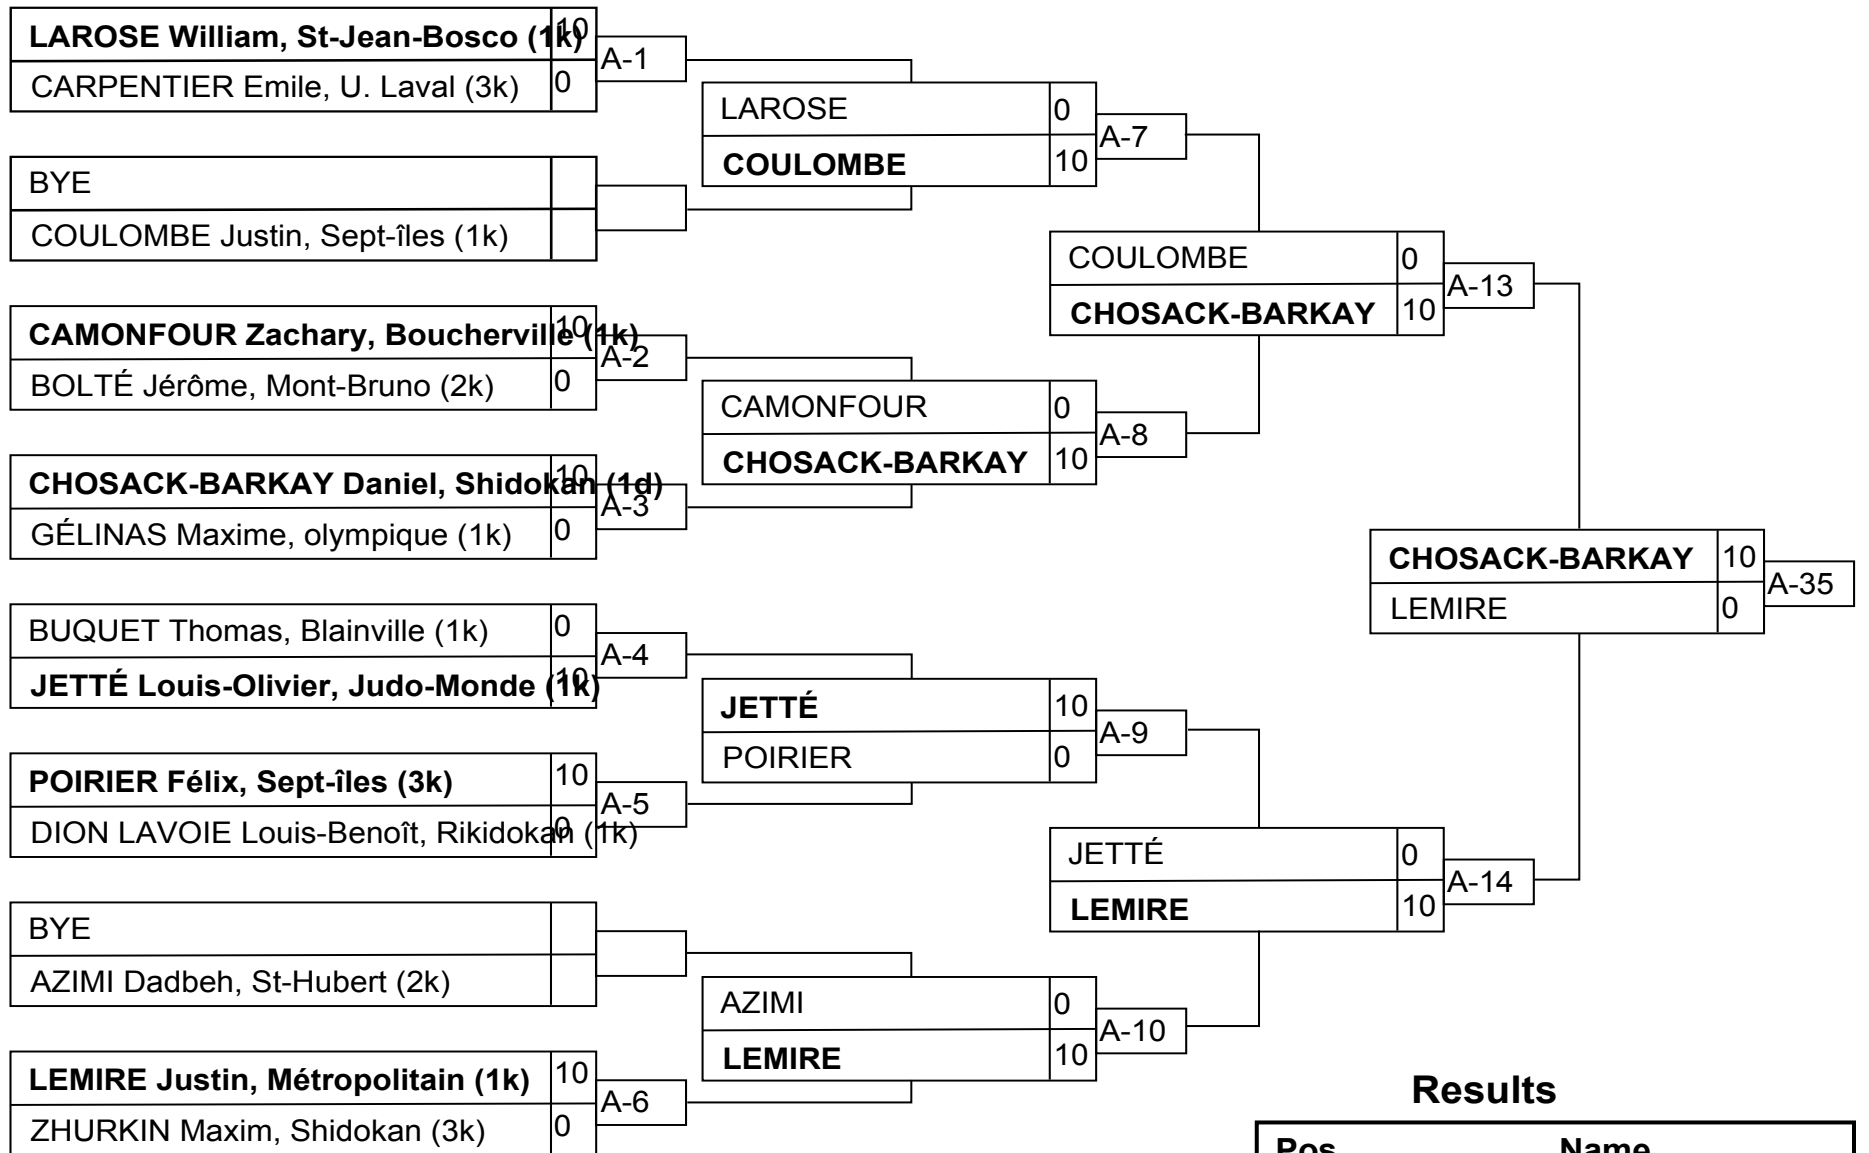 LAROSE William, St-Jean-Bosco (1k) 10
CARPENTIER Emile, U. Laval (3k) 0
A-1
BYE
COULOMBE Justin, Sept-îles (1k)
CAMONFOUR Zachary, Boucherville (1k) 10
BOLTÉ Jérôme, Mont-Bruno (2k) 0
A-2
CHOSACK-BARKAY Daniel, Shidokan (1d) 10
GÉLINAS Maxime, olympique (1k) 0
A-3
BUQUET Thomas, Blainville (1k) 0
JETTÉ Louis-Olivier, Judo-Monde (1k) 10
A-4
POIRIER Félix, Sept-îles (3k) 10
DION LAVOIE Louis-Benoît, Rikidokan (1k) 0
A-5
BYE
AZIMI Dadbeh, St-Hubert (2k)
LEMIRE Justin, Métropolitain (1k) 10
ZHURKIN Maxim, Shidokan (3k) 0
A-6
LAROSE 0
COULOMBE 10
A-7
CAMONFOUR 0
CHOSACK-BARKAY 10
A-8
JETTÉ 10
POIRIER 0
A-9
AZIMI 0
LEMIRE 10
A-10
COULOMBE 0
CHOSACK-BARKAY 10
A-13
JETTÉ 0
LEMIRE 10
A-14
CHOSACK-BARKAY 10
LEMIRE 0
A-35
Results
Pos Name